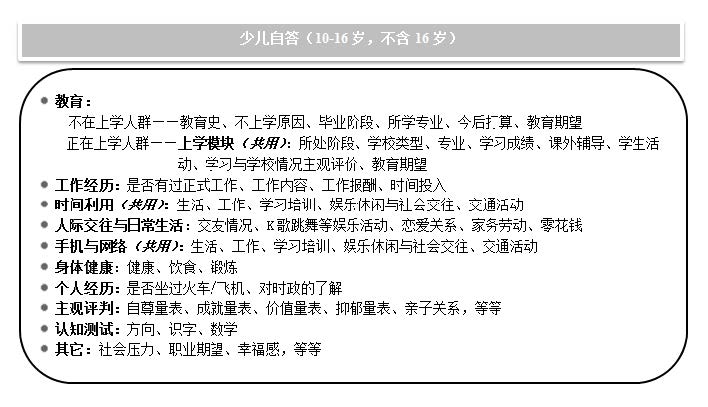 少儿自答（10-16岁，不含16岁）
教育：
不在上学人群——教育史、不上学原因、毕业阶段、所学专业、今后打算、教育期望
正在上学人群——上学模块（共用）：所处阶段、学校类型、专业、学习成绩、课外辅导、学生活
动、学习与学校情况主观评价、教育期望
工作经历：是否有过正式工作、工作内容、工作报酬、时间投入
时间利用（共用）：生活、工作、学习培训、娱乐休闲与社会交往、交通活动
人际交往与日常生活：交友情况、K歌跳舞等娱乐活动、恋爱关系、家务劳动、零花钱
手机与网络（共用）：生活、工作、学习培训、娱乐休闲与社会交往、交通活动
身体健康：健康、饮食、锻炼
个人经历：是否坐过火车/飞机、对时政的了解
主观评判：自尊量表、成就量表、价值量表、抑郁量表、亲子关系，等等
认知测试：方向、识字、数学
其它：社会压力、职业期望、幸福感，等等